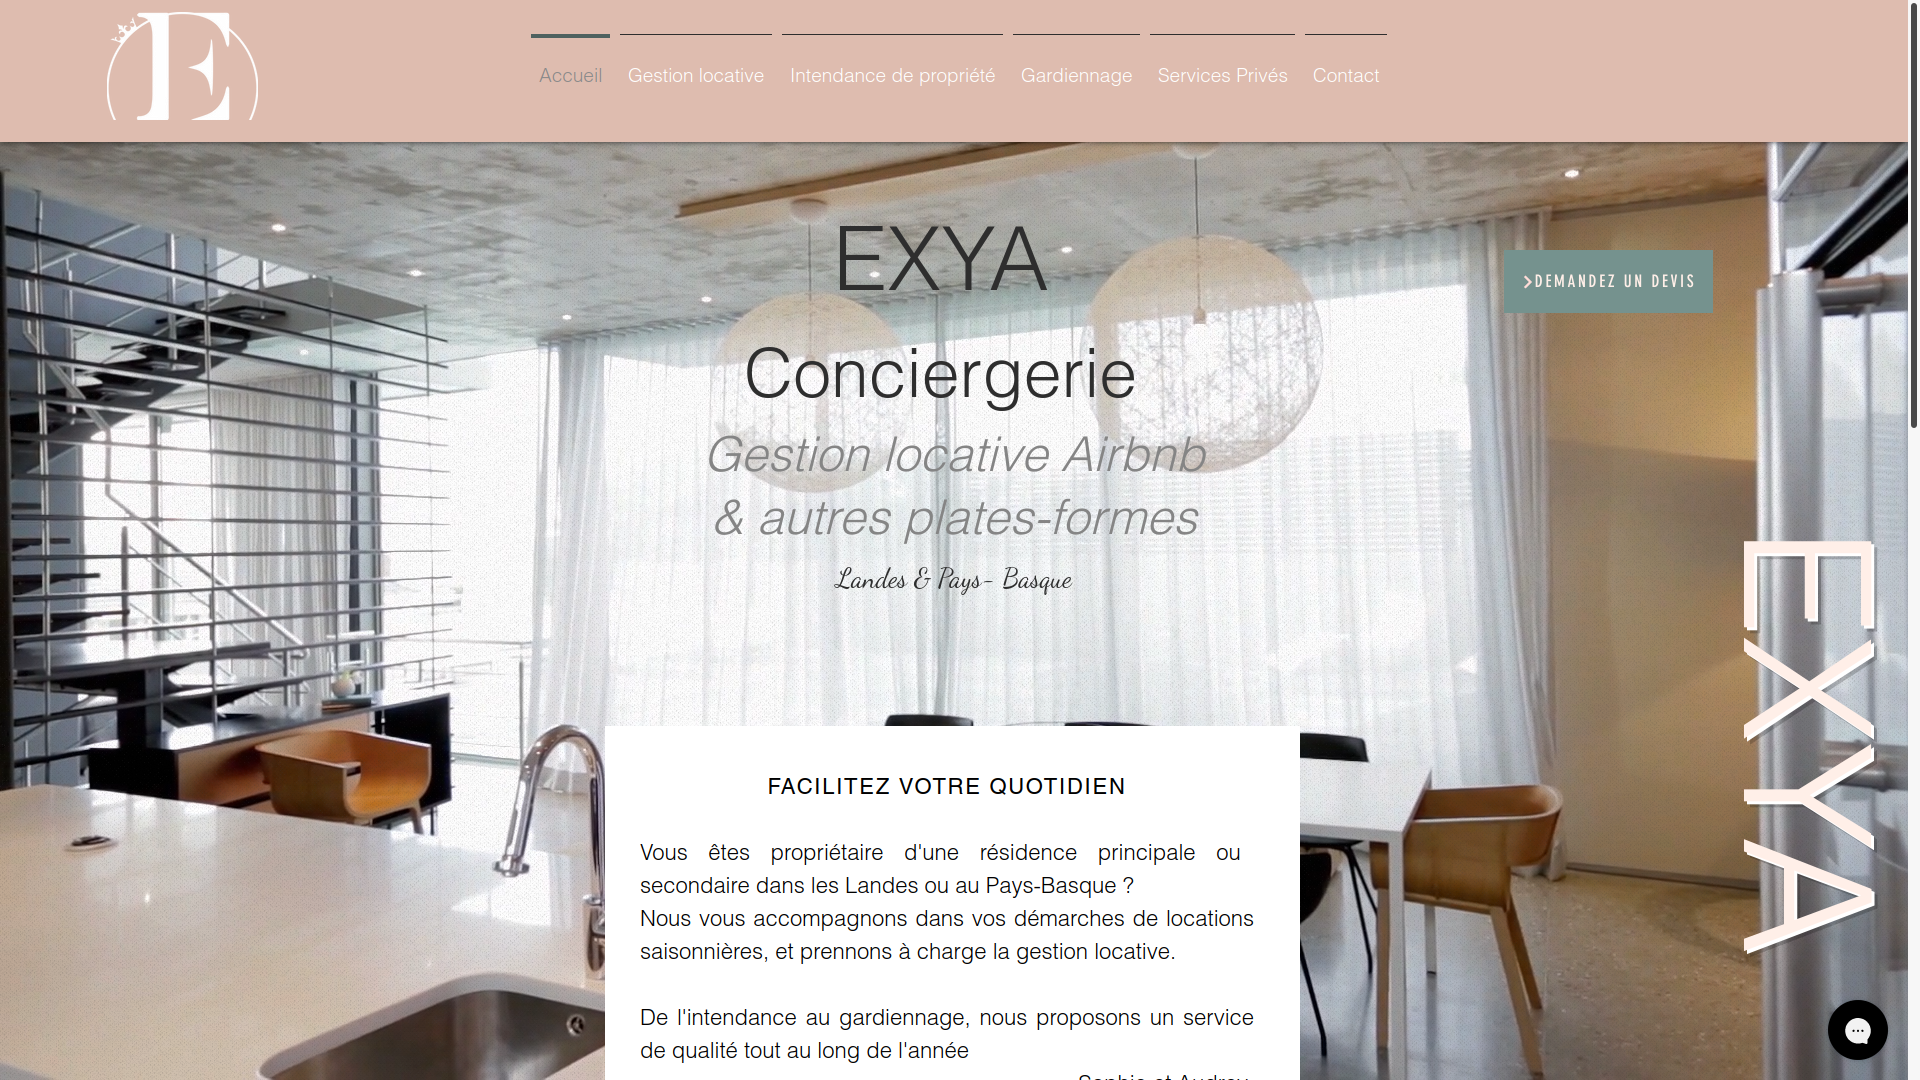 E
Accueil
Gestion locative
Intendance de propriété
Gardiennage
Services Privés
Contact
EXYA
Conciergerie
Gestion locative Airbnb
& autres plates-formes
Landes & Pays- Basque
DEMANDEZ UN DEVIS
EXYA
FACILITEZ VOTRE QUOTIDIEN
Vous êtes propriétaire d'une résidence principale ou
secondaire dans les Landes ou au Pays-Basque ?
Nous vous accompagnons dans vos démarches de locations
saisonnières, et prennons à charge la gestion locative.
De l'intendance au gardiennage, nous proposons un service
de qualité tout au long de l'année
Sophie et Audrey